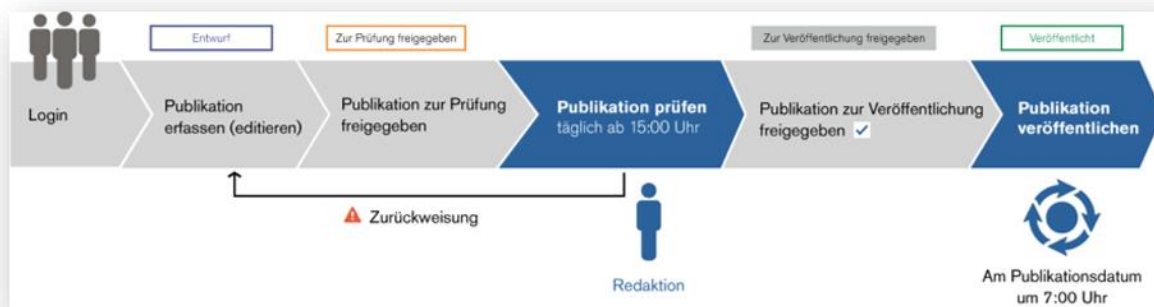 Entwurf
Zur Prüfung freigegeben
Zur Veröffentlichung freigegeben
Veröffentlicht
Login
Publikation
erfassen (editieren)
Publikation zur Prüfung
freigegeben
Publikation prüfen
täglich ab 15:00 Uhr
Publikation zur Veröffentlichung
freigegeben
Publikation
veröffentlichen
Zurückweisung
Redaktion
Am Publikationsdatum
um 7:00 Uhr